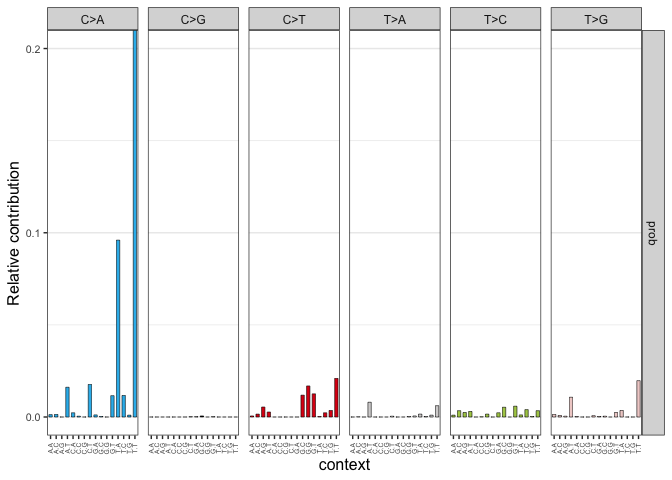 C>A C>G C>T T>A T>C T>G
0.2
0.1
0.0
Relative contribution
prob
A.A A.C A.G A.T C.A C.C C.G C.T G.A G.C G.G G.T T.A T.C T.G T.T A.A A.C A.G A.T C.A C.C C.G C.T G.A G.C G.G G.T T.A T.C T.G T.T A.A A.C A.G A.T C.A C.C C.G C.T G.A G.C G.G G.T T.A T.C T.G T.T A.A A.C A.G A.T C.A C.C C.G C.T G.A G.C G.G G.T T.A T.C T.G T.T A.A A.C A.G A.T C.A C.C C.G C.T G.A G.C G.G G.T T.A T.C T.G T.T A.A A.C A.G A.T C.A C.C C.G C.T G.A G.C G.G G.T T.A T.C T.G T.T
context